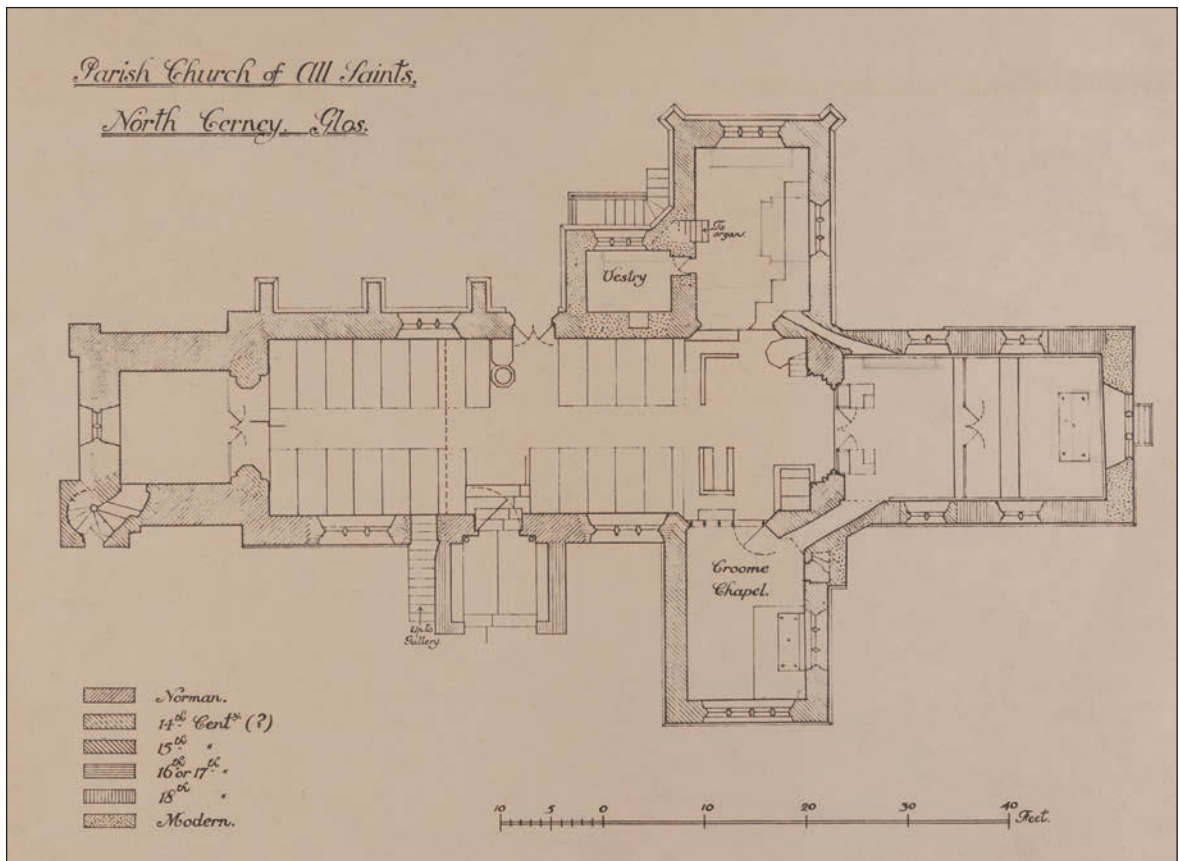 Parish Church of All Saints,
North Cerney. Glos.
To
organ.
Vestry
Croome
Chapel.
Up to
Gallery
Norman.
14th Centy. (?)
15th "
16th or 17th "
18th "
Modern.
10 5 0 10 20 30 40 Feet.